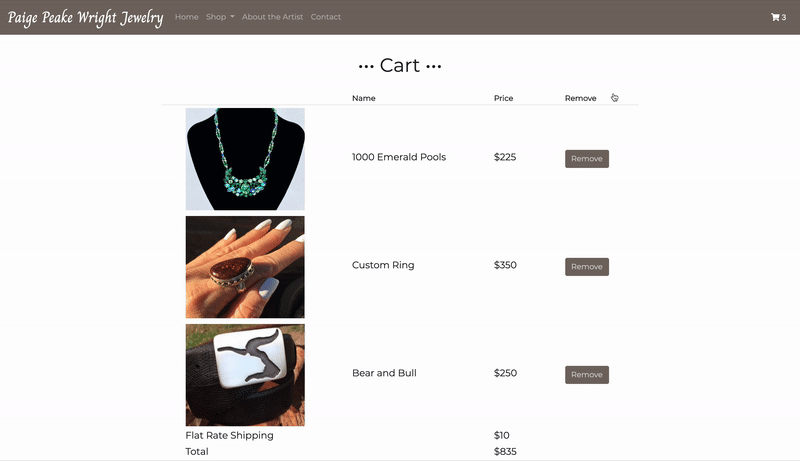 Paige Peake Wright Jewelry Home Shop About the Artist Contact 3
••• Cart •••
Name Price Remove
1000 Emerald Pools $225 Remove
Custom Ring $350 Remove
Bear and Bull $250 Remove
Flat Rate Shipping $10
Total $835